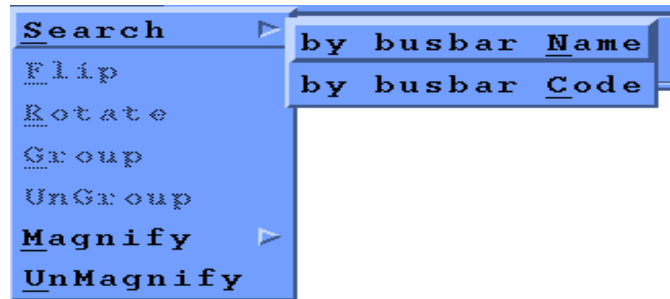 Search
by busbar Name
by busbar Code
Flip
Rotate
Group
UnGroup
Magnify
UnMagnify